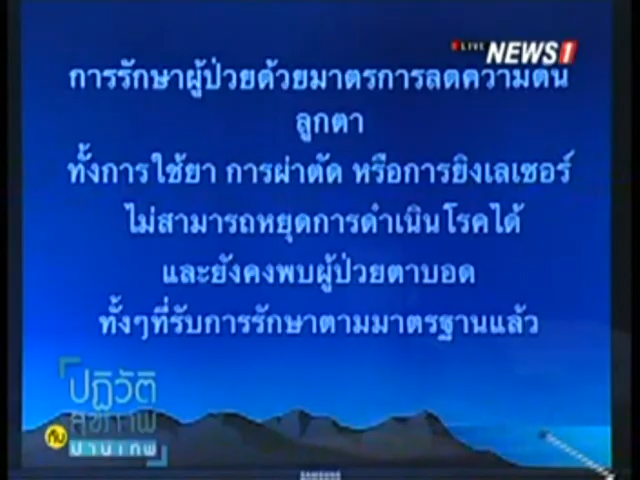 LIVE NEWS1
การรักษาผู้ป่วยด้วยมาตรการลดความดัน
ลูกตา
ทั้งการใช้ยา การผ่าตัด หรือการยิงเลเซอร์
ไม่สามารถหยุดการดำเนินโรคได้
และยังคงพบผู้ป่วยตาบอด
ทั้งๆที่รับการรักษาตามมาตรฐานแล้ว
ปฏิวัติ
สุขภาพ
กับ
ปานเทพ
SAMSUNG